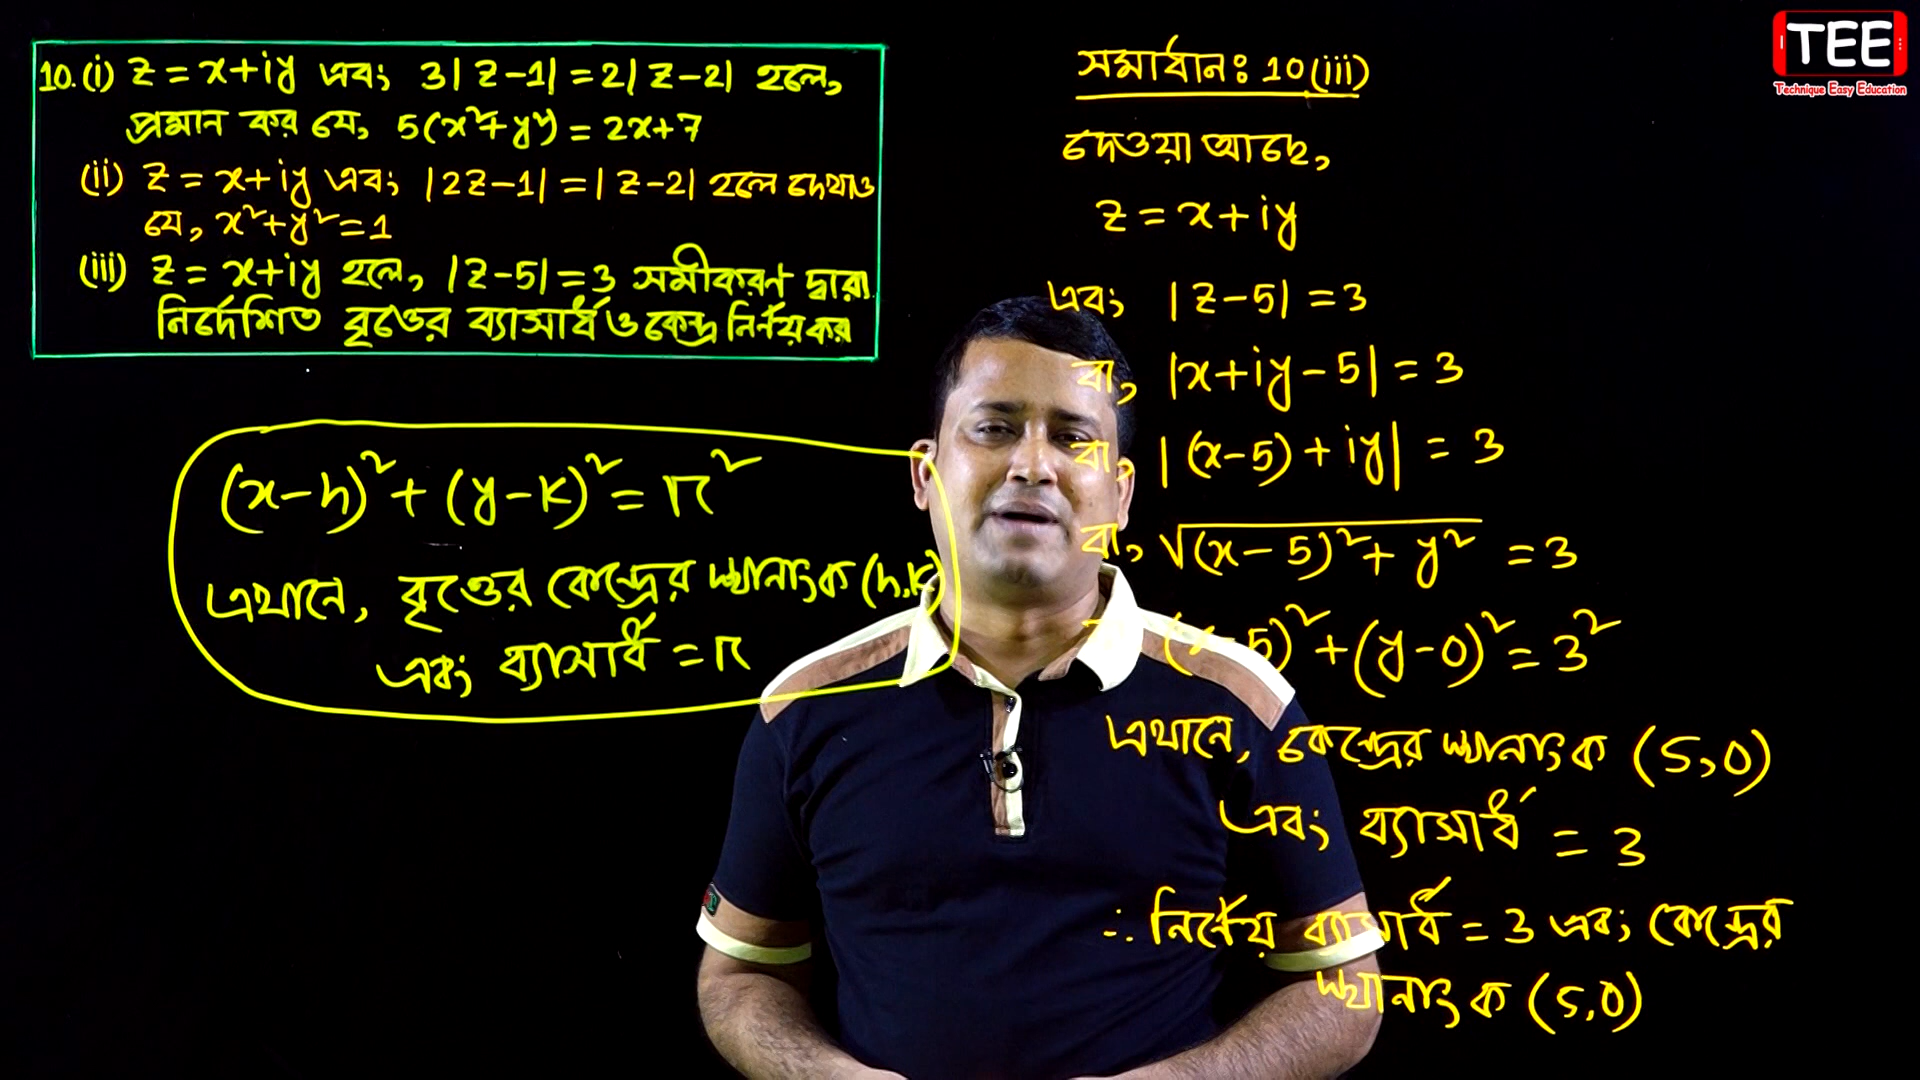 10.(i) z = x+iy এবং 3|z-1| = 2|z-2| হলে,
প্রমান কর যে, 5(x²+y²) = 2x+7
(ii) z = x+iy এবং |2z-1| = |z-2| হলে দেখাও
যে, x²+y²=1
(iii) z = x+iy হলে, |z-5| = 3 সমীকরণ দ্বারা
নির্দেশিত বৃত্তের ব্যাসার্ধ ও কেন্দ্র নির্ণয় কর
(x-h)²+(y-k)² = r²
এখানে, বৃত্তের কেন্দ্রের স্থানাংক (h,k)
এবং ব্যাসার্ধ = r
সমাধানঃ 10(iii)
দেওয়া আছে,
z = x+iy
এবং |z-5| = 3
বা, |x+iy-5| = 3
বা, |(x-5)+iy| = 3
বা, √(x-5)²+y² = 3
বা, (x-5)²+(y-0)² = 3²
এখানে, কেন্দ্রের স্থানাংক (5,0)
এবং ব্যাসার্ধ = 3
∴ নির্ণেয় ব্যাসার্ধ = 3 এবং কেন্দ্রের
স্থানাংক (5,0)
TEE
Technique Easy Education